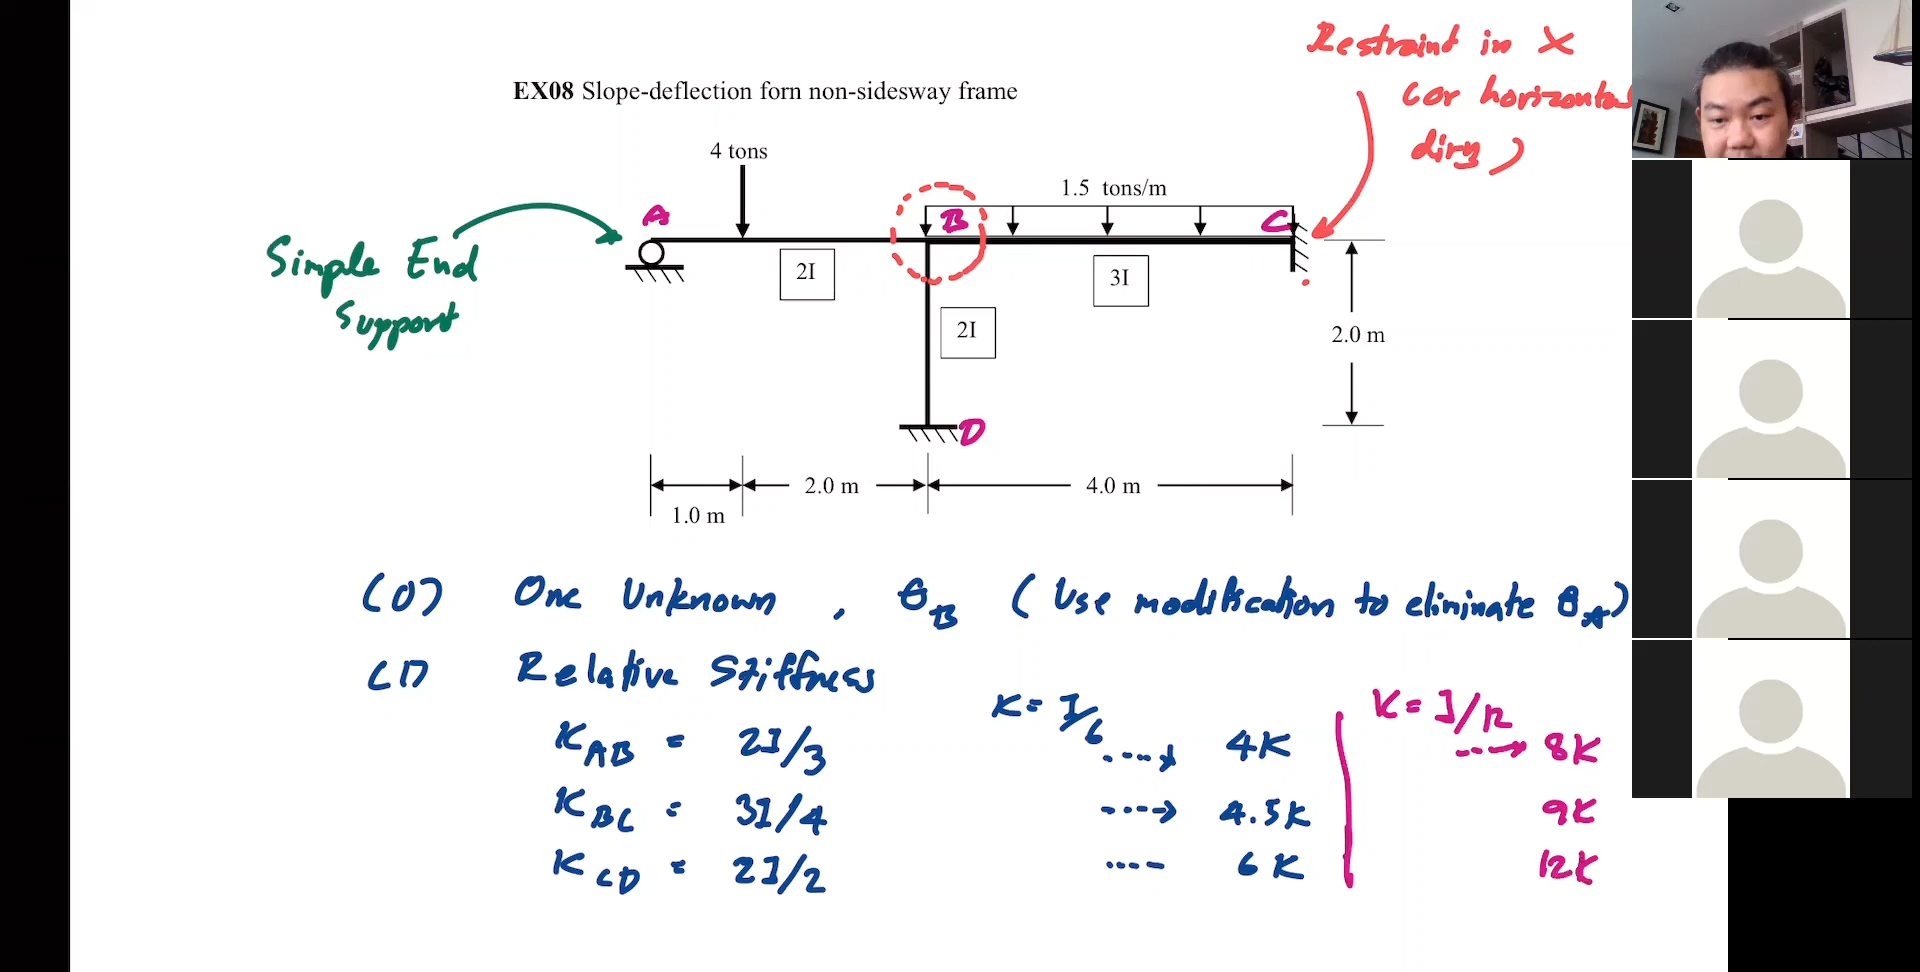 Restraint in X
(or horizontal
dirn)
EX08 Slope-deflection forn non-sidesway frame
4 tons
1.5 tons/m
A
B
C
Simple End
Support
2I
3I
2I
2.0 m
D
2.0 m
4.0 m
1.0 m
(0) One Unknown, θB (Use modification to eliminate θA)
(1) Relative Stiffness
K = I/6
K = I/12
KAB = 2I/3 ----> 4K ----> 8K
KBC = 3I/4 ----> 4.5K 9K
KCD = 2I/2 ---- 6K 12K